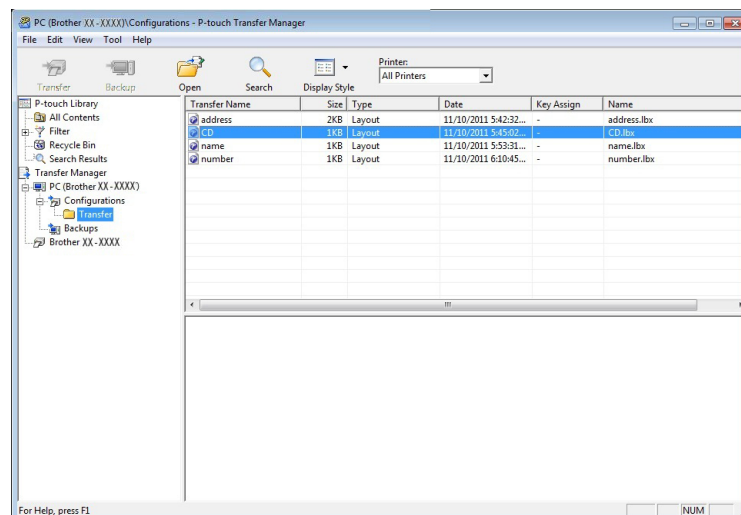 PC (Brother XX-XXXX)\Configurations - P-touch Transfer Manager
File Edit View Tool Help
Transfer Backup Open Search Display Style
Printer:
All Printers
P-touch Library
All Contents
Filter
Recycle Bin
Search Results
Transfer Manager
PC (Brother XX-XXXX)
Configurations
Transfer
Backups
Brother XX-XXXX
Transfer Name Size Type Date Key Assign Name
address 2KB Layout 11/10/2011 5:42:32... - address.lbx
CD 1KB Layout 11/10/2011 5:45:02... - CD.lbx
name 1KB Layout 11/10/2011 5:53:31... - name.lbx
number 1KB Layout 11/10/2011 6:10:45... - number.lbx
For Help, press F1
NUM